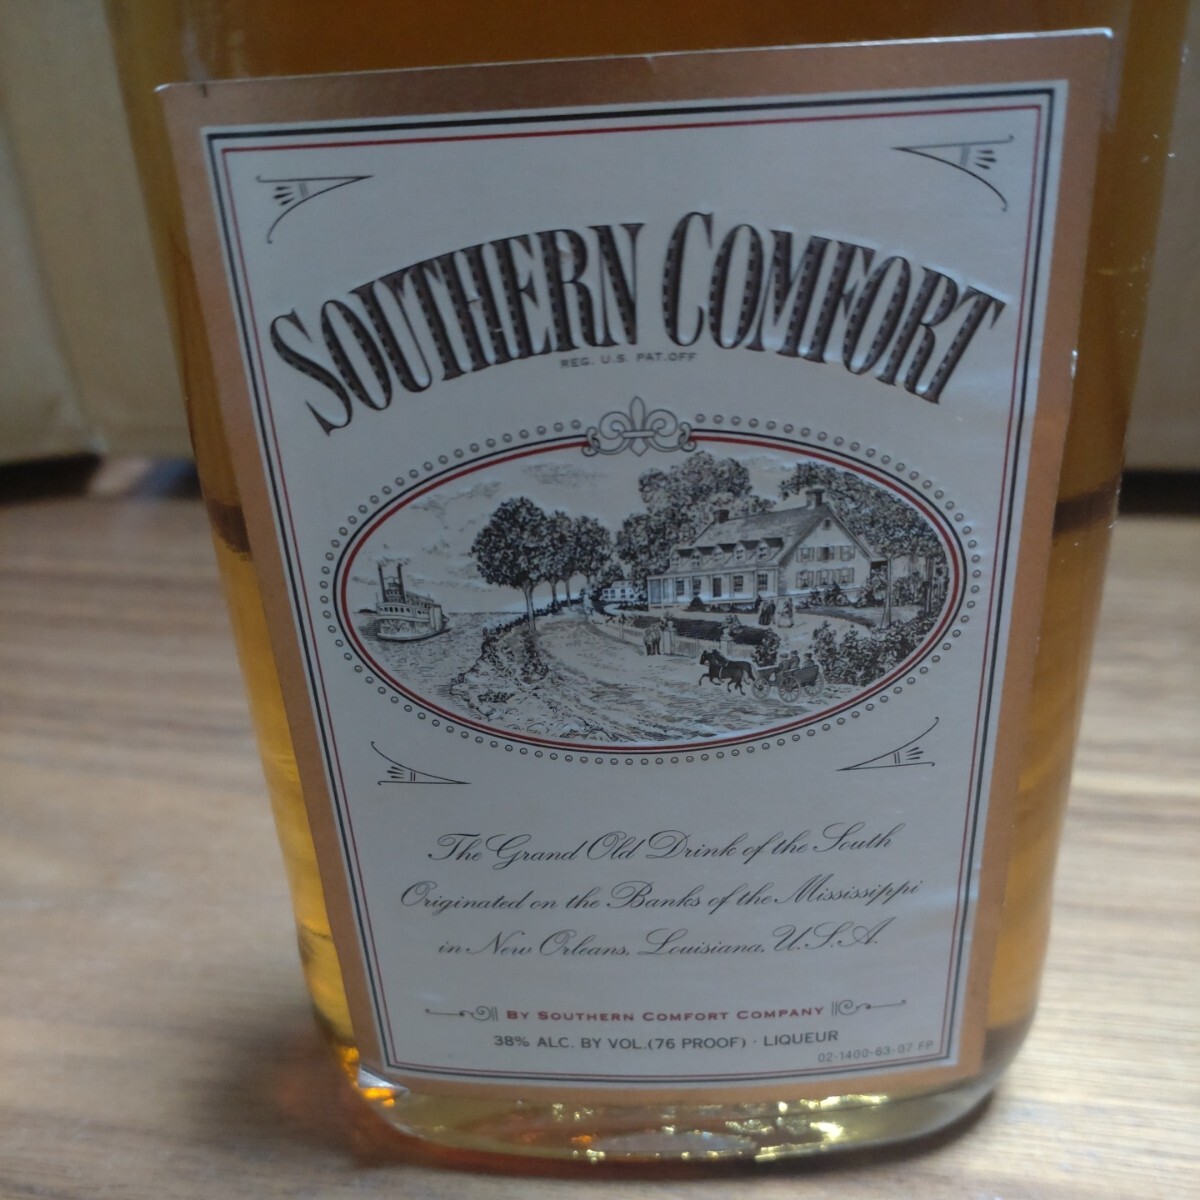 SOUTHERN COMFORT
REG. U.S. PAT. OFF
The Grand Old Drink of the South
Originated on the Banks of the Mississippi
in New Orleans, Louisiana, U.S.A.
BY SOUTHERN COMFORT COMPANY
38% ALC. BY VOL.(76 PROOF) · LIQUEUR
02-1400-63-07 FP